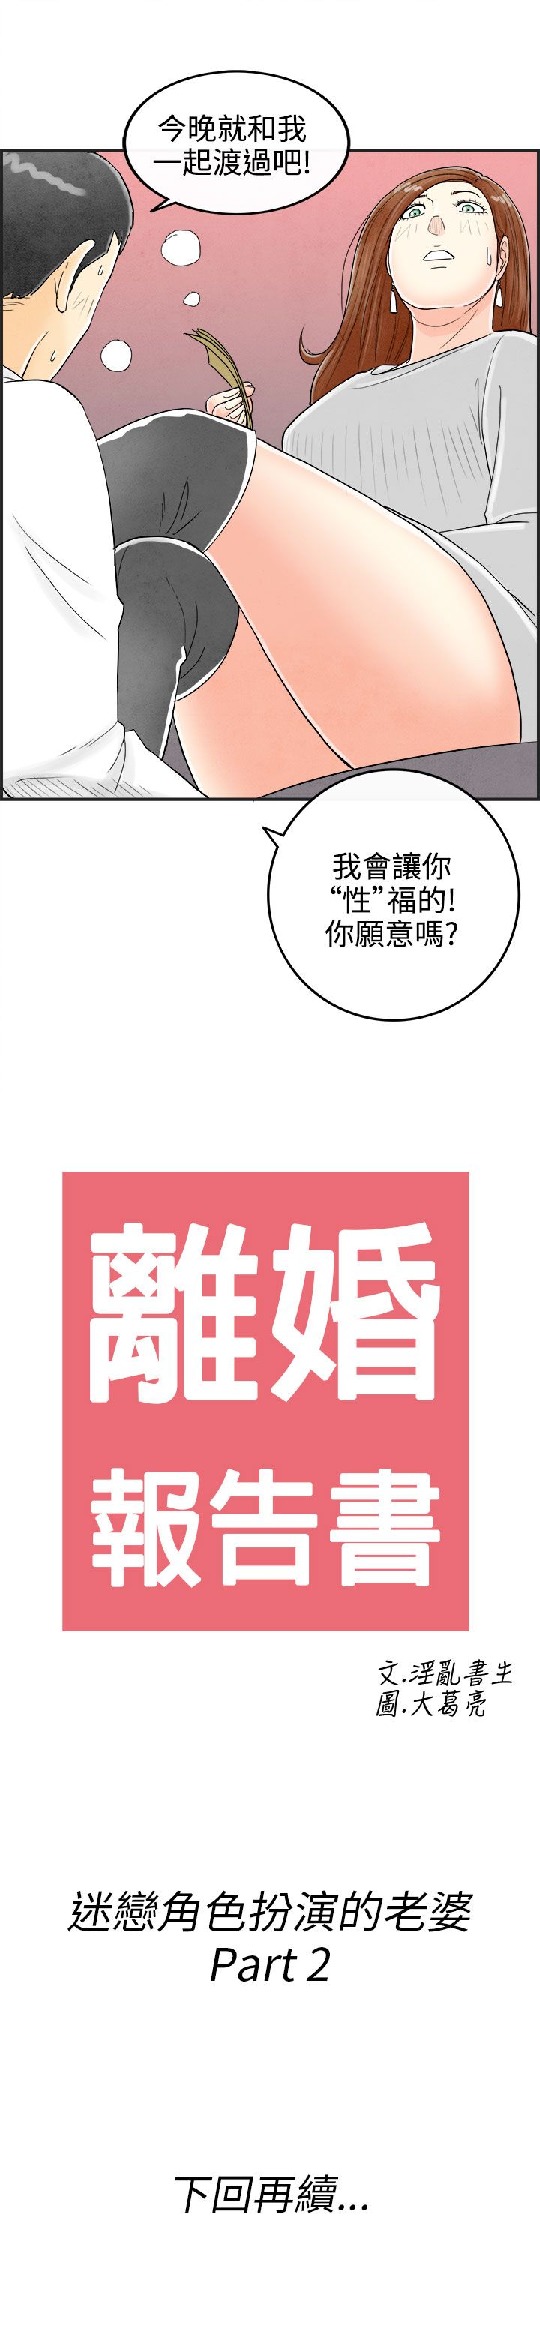 今晚就和我
一起渡過吧!
我會讓你
“性”福的!
你願意嗎?
離婚
報告書
文.淫亂書生
圖.大葛亮
迷戀角色扮演的老婆
Part 2
下回再續...